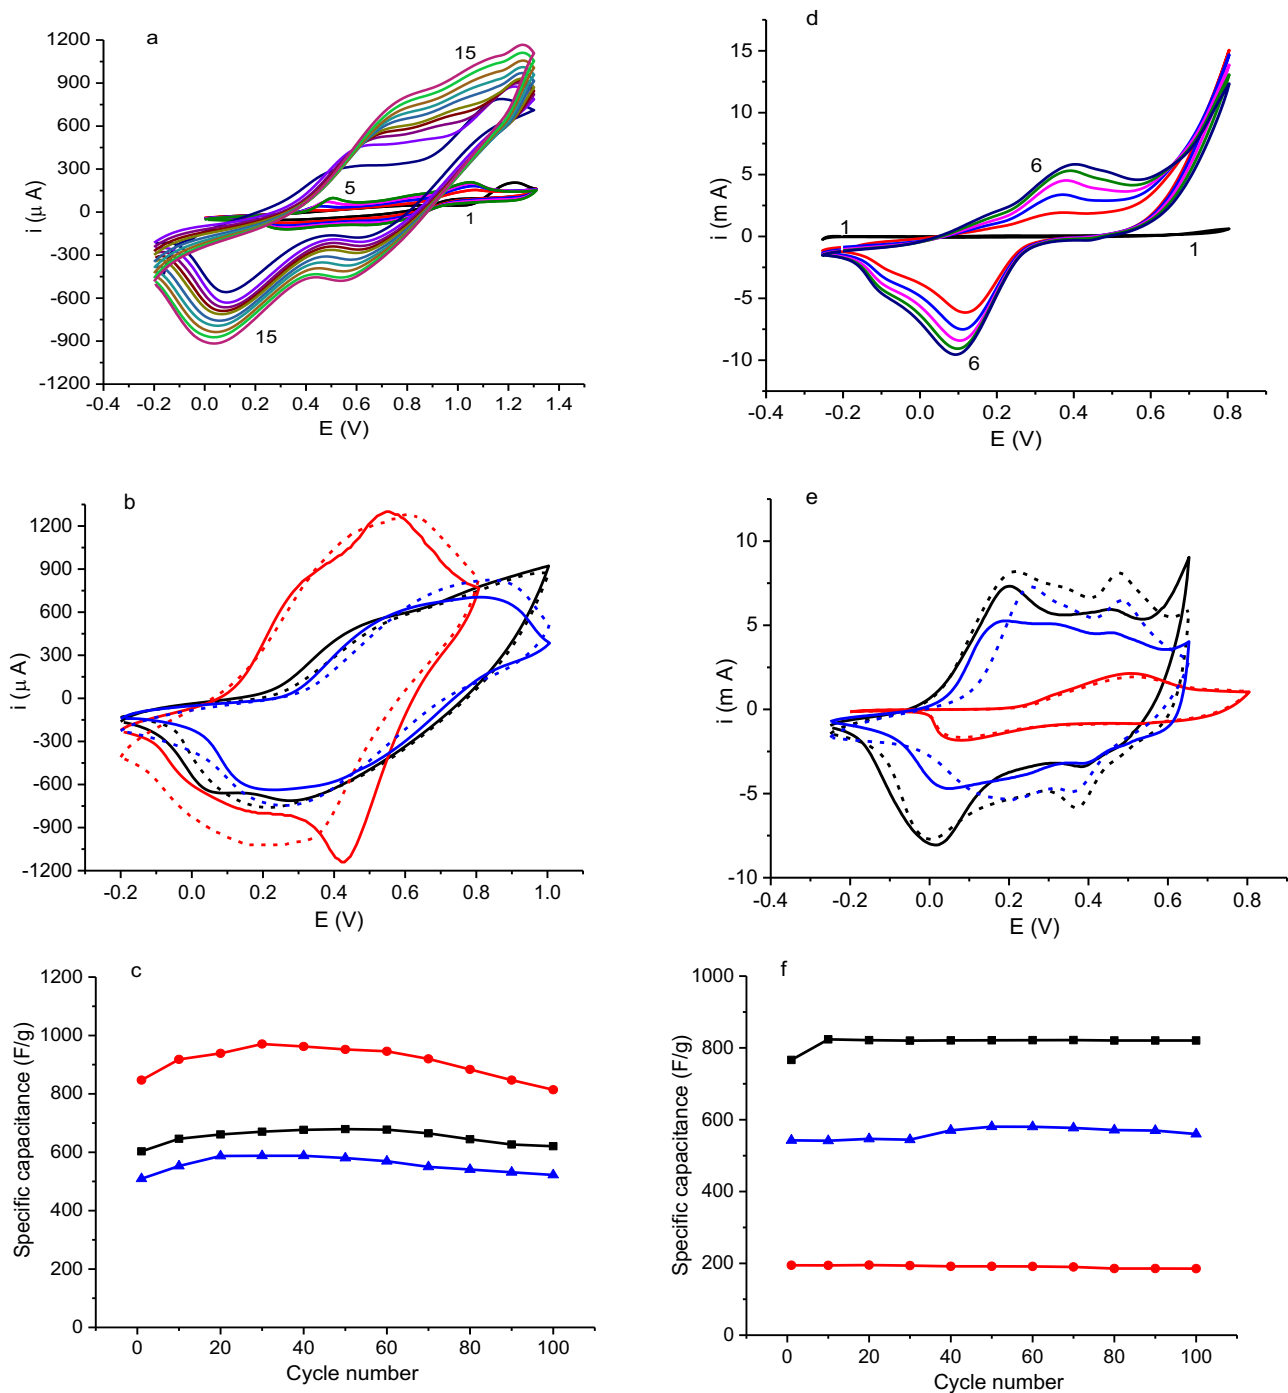 a
1200
900
600
300
0
-300
-600
-900
-1200
i (μ A)
15
5
1
15
-0.4 -0.2 0.0 0.2 0.4 0.6 0.8 1.0 1.2 1.4
E (V)
d
15
10
5
0
-5
-10
i (m A)
6
1
1
6
-0.4 -0.2 0.0 0.2 0.4 0.6 0.8
E (V)
b
1200
900
600
300
0
-300
-600
-900
-1200
i (μ A)
-0.2 0.0 0.2 0.4 0.6 0.8 1.0
E (V)
e
10
5
0
-5
-10
i (m A)
-0.4 -0.2 0.0 0.2 0.4 0.6 0.8
E (V)
c
1200
1000
800
600
400
200
0
Specific capacitance (F/g)
0 20 40 60 80 100
Cycle number
f
1000
800
600
400
200
0
Specific capacitance (F/g)
0 20 40 60 80 100
Cycle number